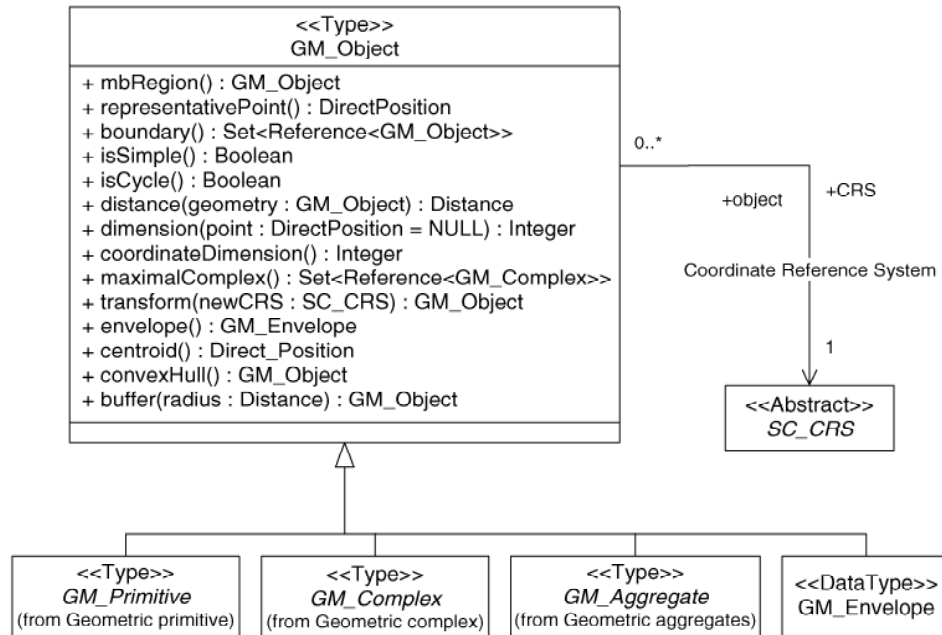 <<Type>>
GM_Object
+ mbRegion() : GM_Object
+ representativePoint() : DirectPosition
+ boundary() : Set<Reference<GM_Object>>
+ isSimple() : Boolean
+ isCycle() : Boolean
+ distance(geometry : GM_Object) : Distance
+ dimension(point : DirectPosition = NULL) : Integer
+ coordinateDimension() : Integer
+ maximalComplex() : Set<Reference<GM_Complex>>
+ transform(newCRS : SC_CRS) : GM_Object
+ envelope() : GM_Envelope
+ centroid() : Direct_Position
+ convexHull() : GM_Object
+ buffer(radius : Distance) : GM_Object
0..*
+object
+CRS
Coordinate Reference System
1
<<Abstract>>
SC_CRS
<<Type>>
GM_Primitive
(from Geometric primitive)
<<Type>>
GM_Complex
(from Geometric complex)
<<Type>>
GM_Aggregate
(from Geometric aggregates)
<<DataType>>
GM_Envelope